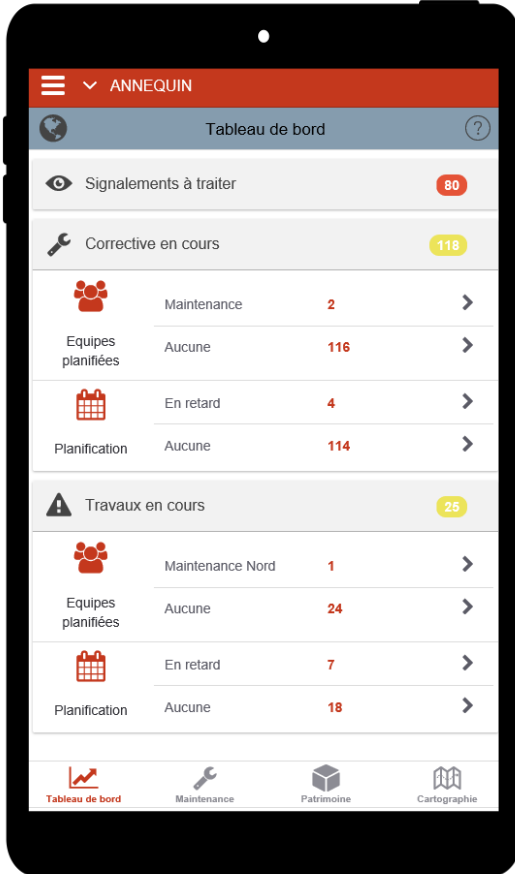 ANNEQUIN
Tableau de bord
?
Signalements à traiter 80
Corrective en cours 118
Maintenance 2
Equipes
planifiées
Aucune 116
En retard 4
Planification
Aucune 114
Travaux en cours 25
Maintenance Nord 1
Equipes
planifiées
Aucune 24
En retard 7
Planification
Aucune 18
Tableau de bord Maintenance Patrimoine Cartographie